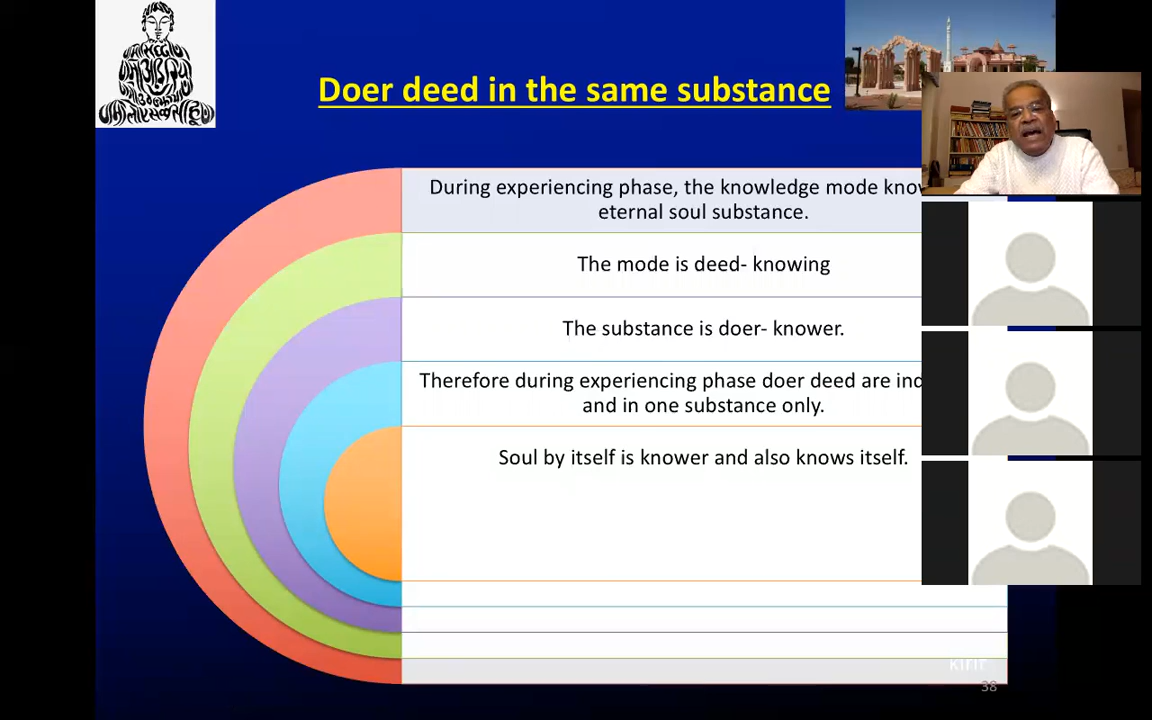 Doer deed in the same substance
During experiencing phase, the knowledge mode
eternal soul substance.
The mode is deed- knowing
The substance is doer- knower.
Therefore during experiencing phase doer deed are
and in one substance only.
Soul by itself is knower and also knows itself.
38